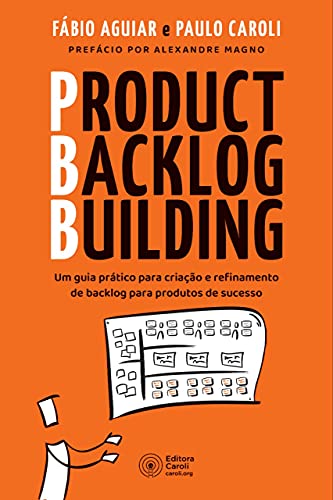 FÁBIO AGUIAR e PAULO CAROLI
PREFÁCIO POR ALEXANDRE MAGNO
PRODUCT
BACKLOG
BUILDING
Um guia prático para criação e refinamento
de backlog para produtos de sucesso
Editora
Caroli
caroli.org